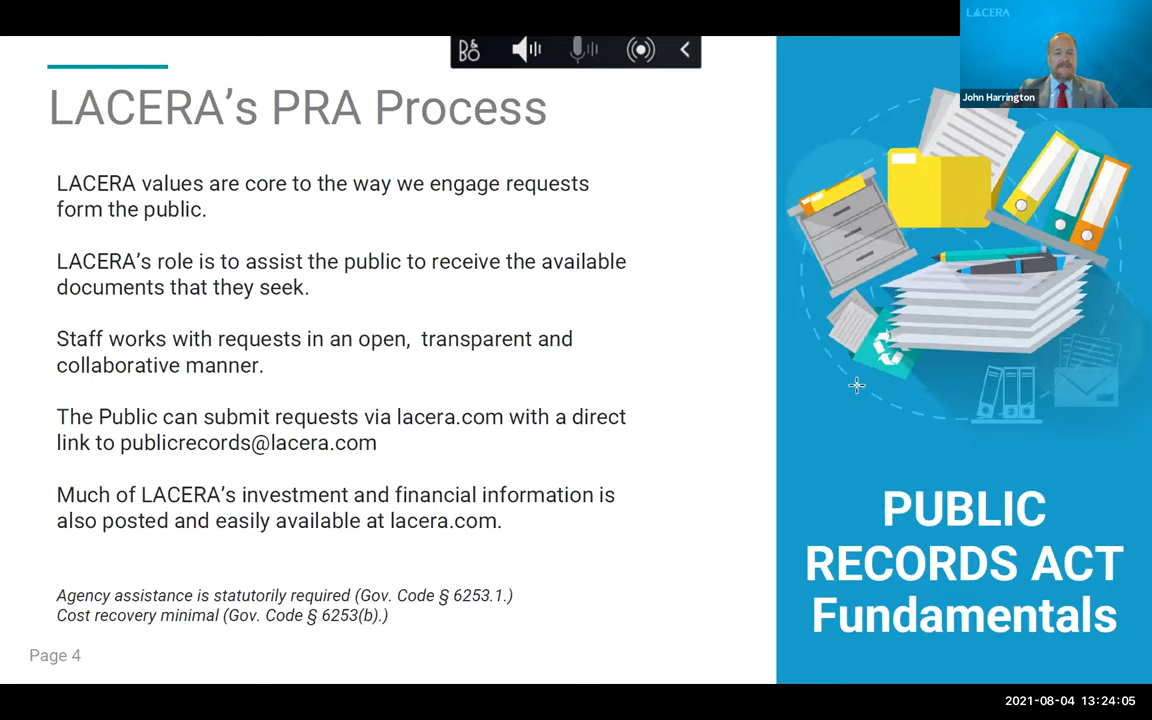 LACERA
John Harrington
LACERA's PRA Process
LACERA values are core to the way we engage requests
form the public.
LACERA's role is to assist the public to receive the available
documents that they seek.
Staff works with requests in an open,  transparent and
collaborative manner.
The Public can submit requests via lacera.com with a direct
link to publicrecords@lacera.com
Much of LACERA's investment and financial information is
also posted and easily available at lacera.com.
Agency assistance is statutorily required (Gov. Code § 6253.1.)
Cost recovery minimal (Gov. Code § 6253(b).)
Page 4
PUBLIC
RECORDS ACT
Fundamentals
2021-08-04 13:24:05